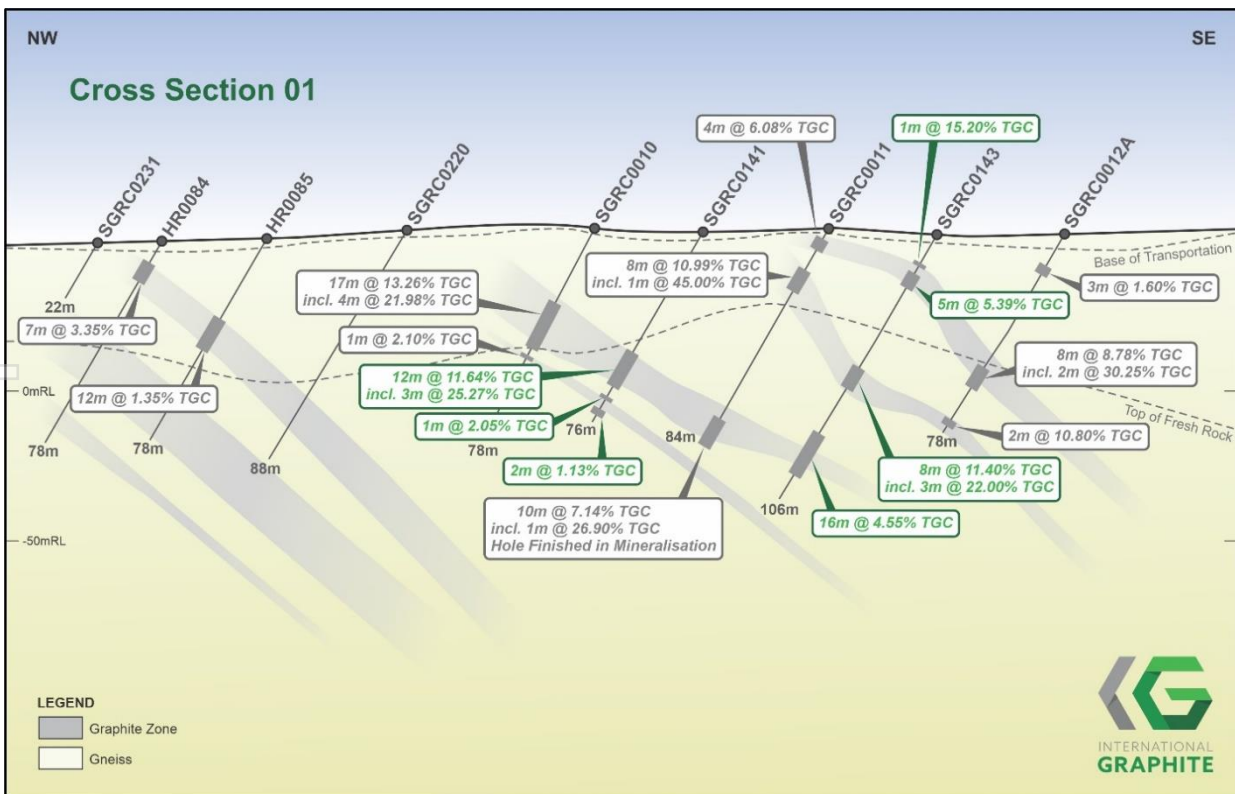 NW
SE
Cross Section 01
SGRC0231
HR0084
HR0085
SGRC0220
SGRC0010
SGRC0141
SGRC0011
SGRC0143
SGRC0012A
4m @ 6.08% TGC
1m @ 15.20% TGC
Base of Transportation
17m @ 13.26% TGC
incl. 4m @ 21.98% TGC
8m @ 10.99% TGC
incl. 1m @ 45.00% TGC
3m @ 1.60% TGC
5m @ 5.39% TGC
22m
7m @ 3.35% TGC
1m @ 2.10% TGC
12m @ 1.35% TGC
12m @ 11.64% TGC
incl. 3m @ 25.27% TGC
8m @ 8.78% TGC
incl. 2m @ 30.25% TGC
0mRL
0mRL
Top of Fresh Rock
1m @ 2.05% TGC
2m @ 10.80% TGC
78m
78m
88m
78m
76m
84m
106m
78m
2m @ 1.13% TGC
8m @ 11.40% TGC
incl. 3m @ 22.00% TGC
10m @ 7.14% TGC
incl. 1m @ 26.90% TGC
Hole Finished in Mineralisation
16m @ 4.55% TGC
-50mRL
LEGEND
Graphite Zone
Gneiss
INTERNATIONAL
GRAPHITE